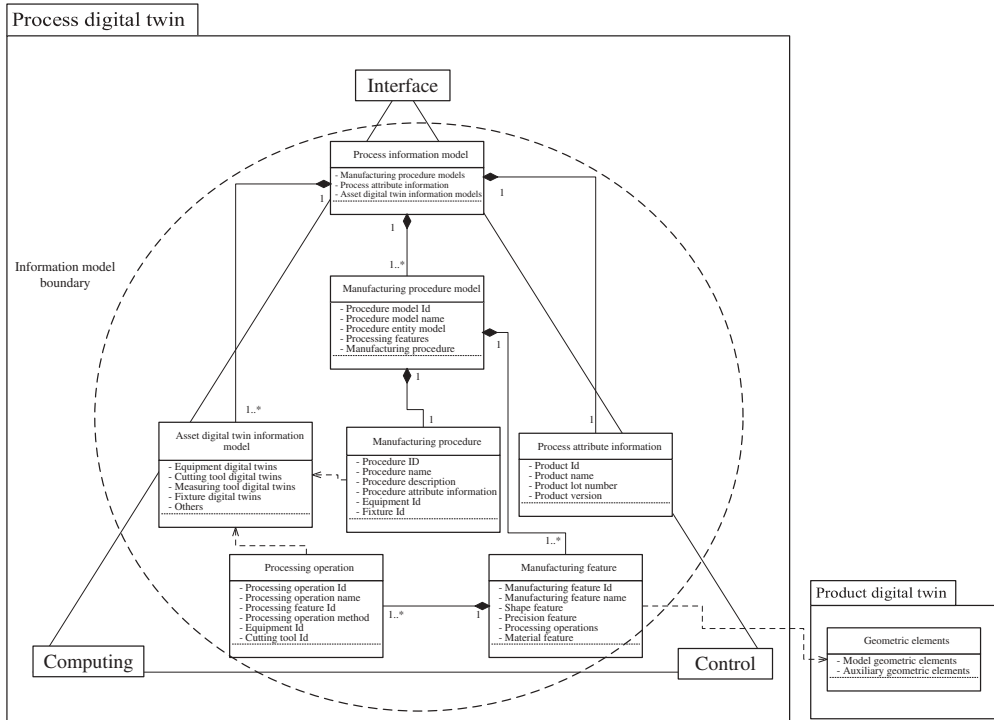 Process digital twin
Interface
Process information model
- Manufacturing procedure models
- Process attribute information
- Asset digital twin information models
1
1
1
1..*
Information model
boundary
Manufacturing procedure model
- Procedure model Id
- Procedure model name
- Procedure entity model
- Processing features
- Manufacturing procedure
1
1
1..*
1
1
Asset digital twin information
model
- Equipment digital twins
- Cutting tool digital twins
- Measuring tool digital twins
- Fixture digital twins
- Others
Manufacturing procedure
- Procedure ID
- Procedure name
- Procedure description
- Procedure attribute information
- Equipment Id
- Fixture Id
Process attribute information
- Product Id
- Product name
- Product lot number
- Product version
1..*
Processing operation
- Processing operation Id
- Processing operation name
- Processing feature Id
- Processing operation method
- Equipment Id
- Cutting tool Id
1..*
1
Manufacturing feature
- Manufacturing feature Id
- Manufacturing feature name
- Shape feature
- Precision feature
- Processing operations
- Material feature
Computing
Control
Product digital twin
Geometric elements
- Model geometric elements
- Auxiliary geometric elements